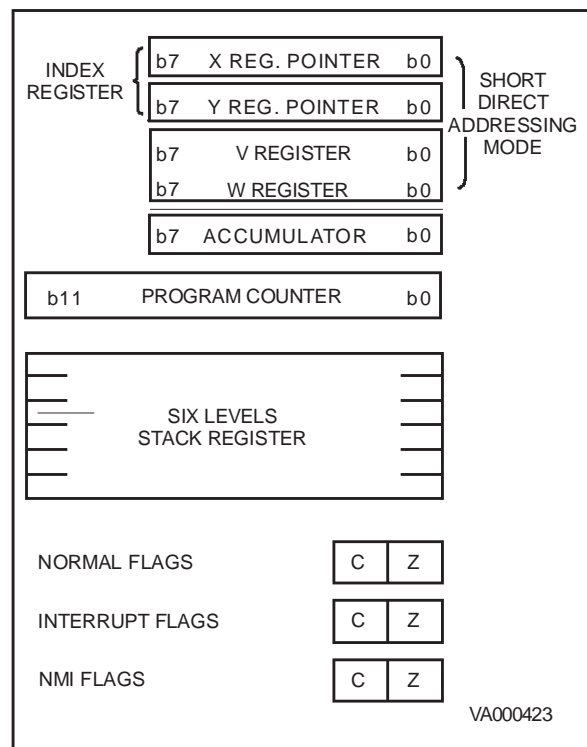 INDEX
REGISTER
b7 X REG. POINTER b0
b7 Y REG. POINTER b0
b7 V REGISTER b0
b7 W REGISTER b0
b7 ACCUMULATOR b0
SHORT
DIRECT
ADDRESSING
MODE
b11 PROGRAM COUNTER b0
SIX LEVELS
STACK REGISTER
NORMAL FLAGS C Z
INTERRUPT FLAGS C Z
NMI FLAGS C Z
VA000423